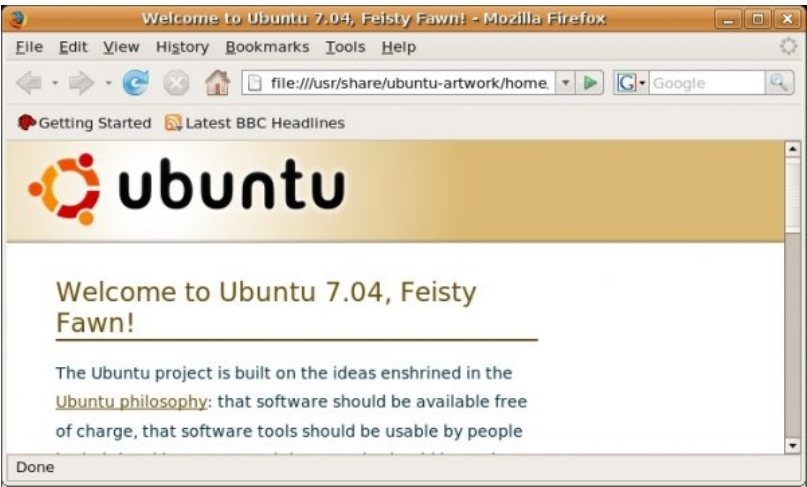 Welcome to Ubuntu 7.04, Feisty Fawn! - Mozilla Firefox
File Edit View History Bookmarks Tools Help
file:///usr/share/ubuntu-artwork/home. G Google
Getting Started Latest BBC Headlines
ubuntu
Welcome to Ubuntu 7.04, Feisty
Fawn!
The Ubuntu project is built on the ideas enshrined in the
Ubuntu philosophy: that software should be available free
of charge, that software tools should be usable by people
Done